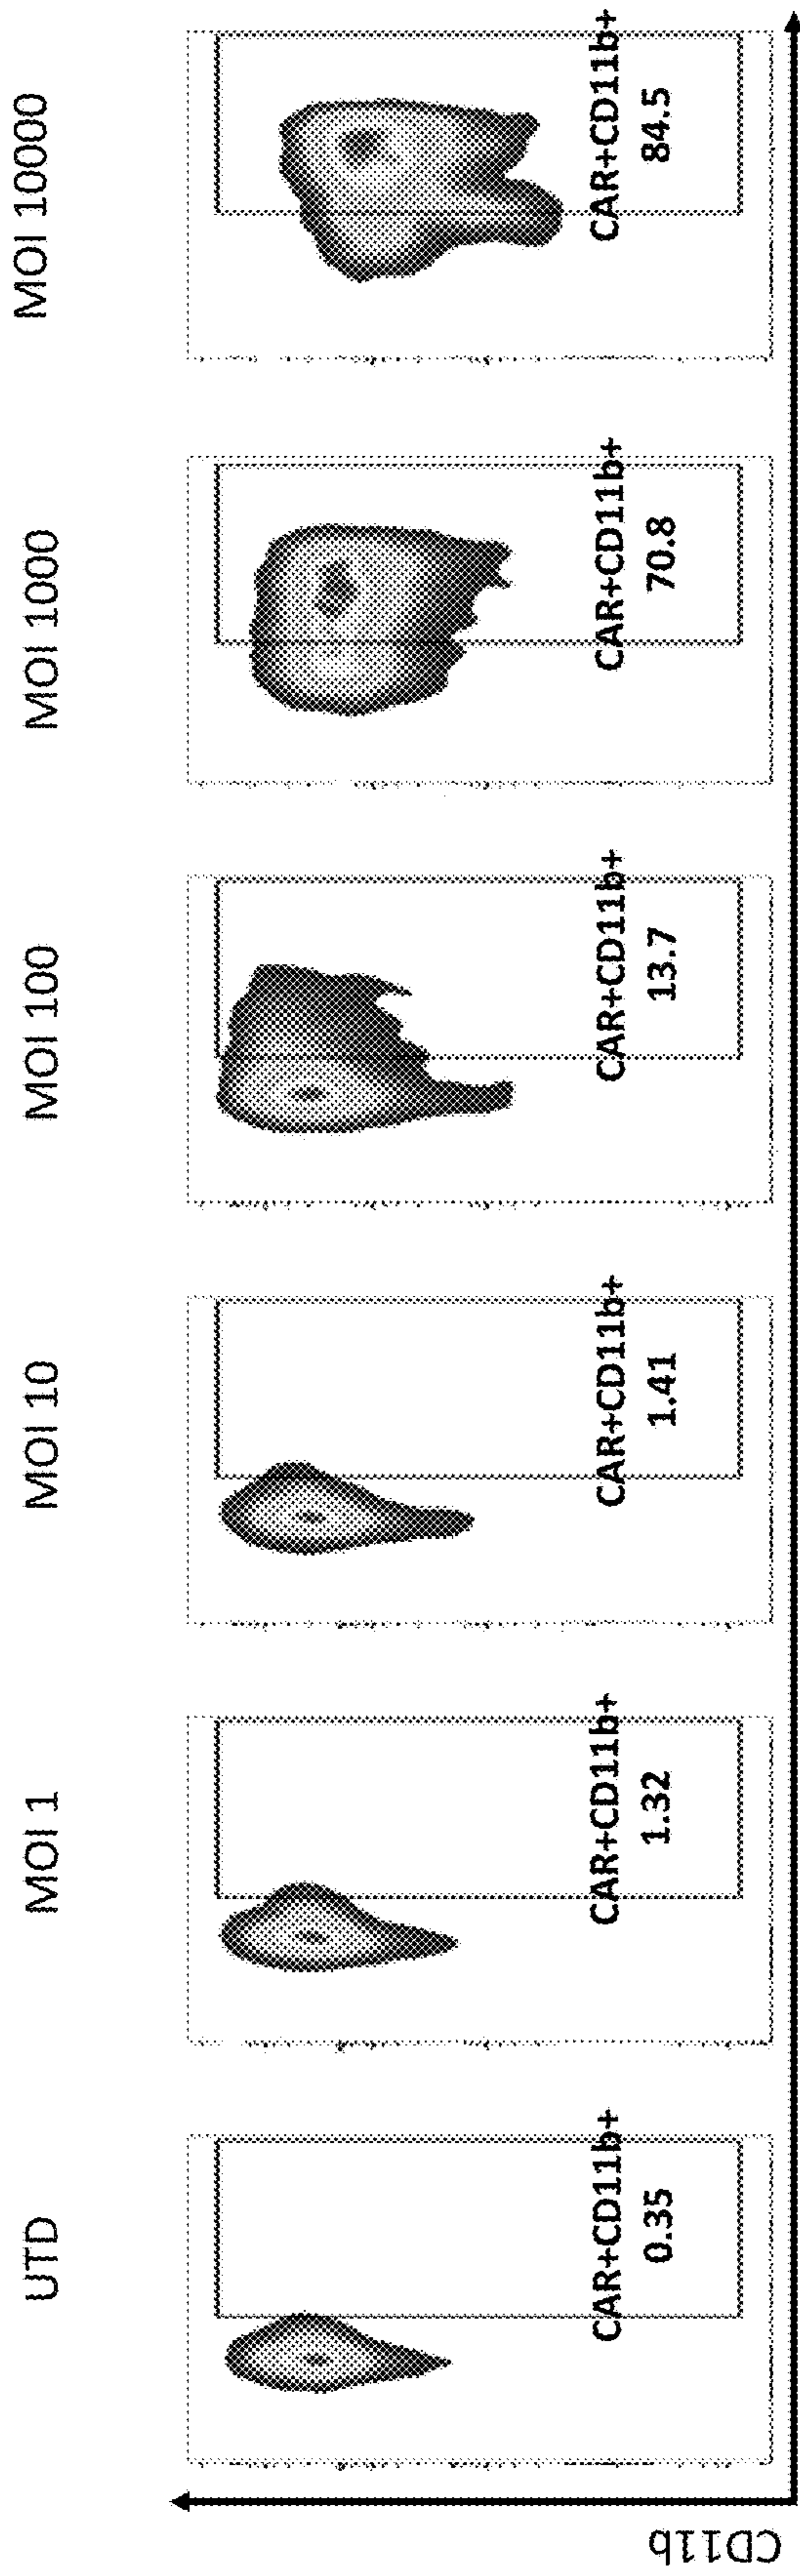 UTD
MOI 1
MOI 10
MOI 100
MOI 1000
MOI 10000
CAR+CD11b+
0.35
CAR+CD11b+
1.32
CAR+CD11b+
1.41
CAR+CD11b+
13.7
CAR+CD11b+
70.8
CAR+CD11b+
84.5
CD11b